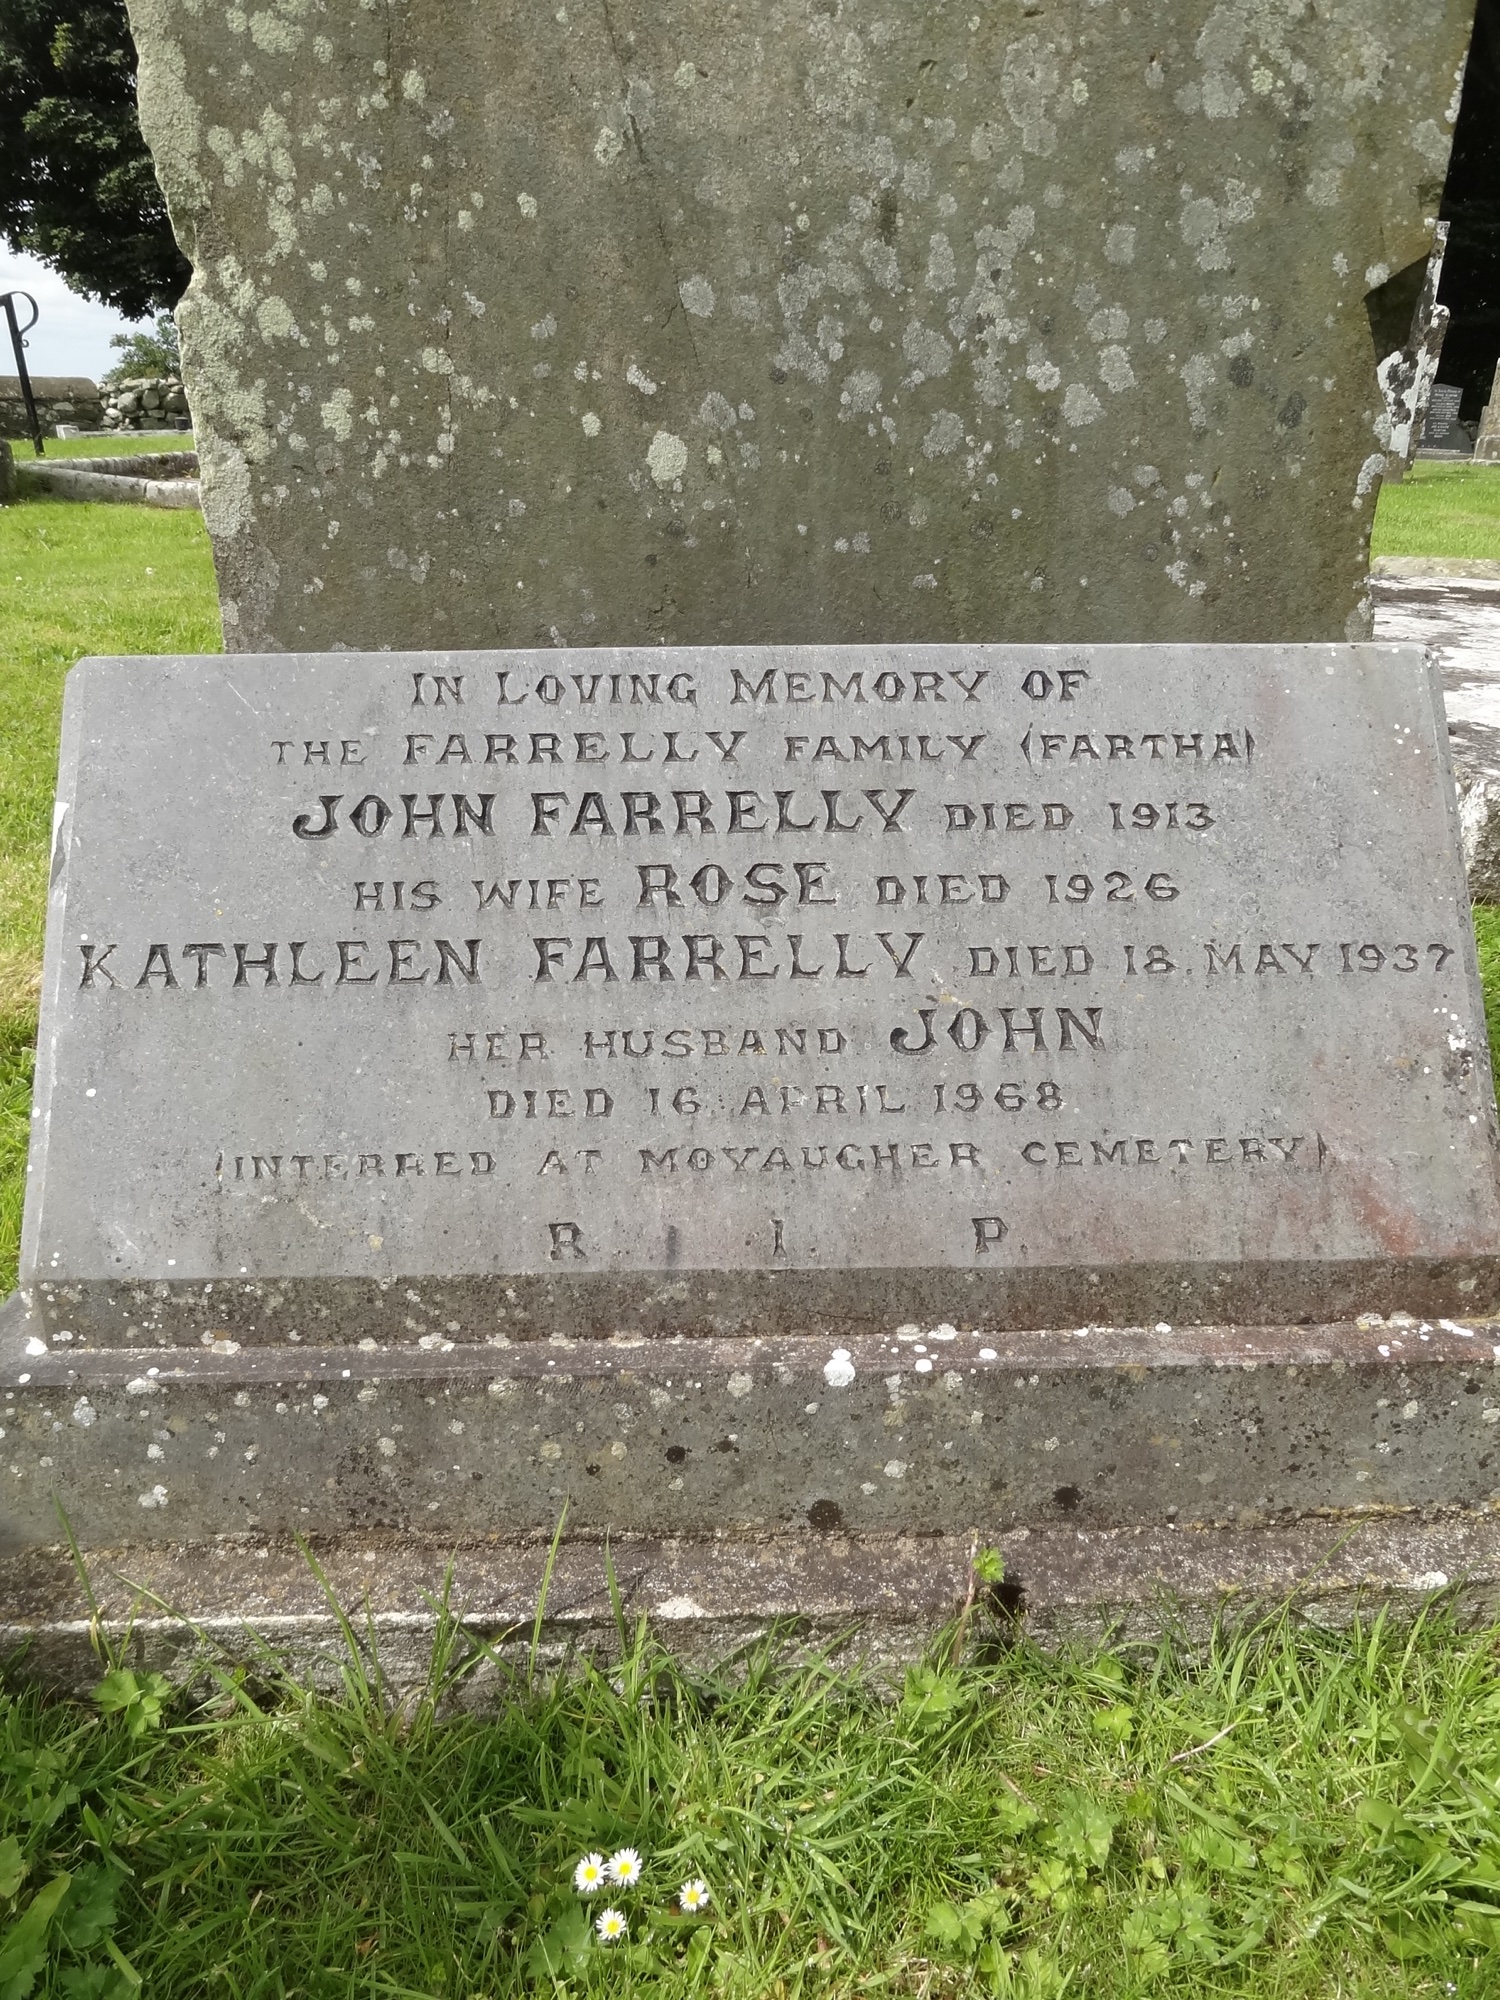 IN LOVING MEMORY OF
THE FARRELLY FAMILY (FARTHA)
JOHN FARRELLY DIED 1913
HIS WIFE ROSE DIED 1926
KATHLEEN FARRELLY DIED 18 MAY 1937
HER HUSBAND JOHN
DIED 16 APRIL 1968
(INTERRED AT MOYAUGHER CEMETERY)
R I P